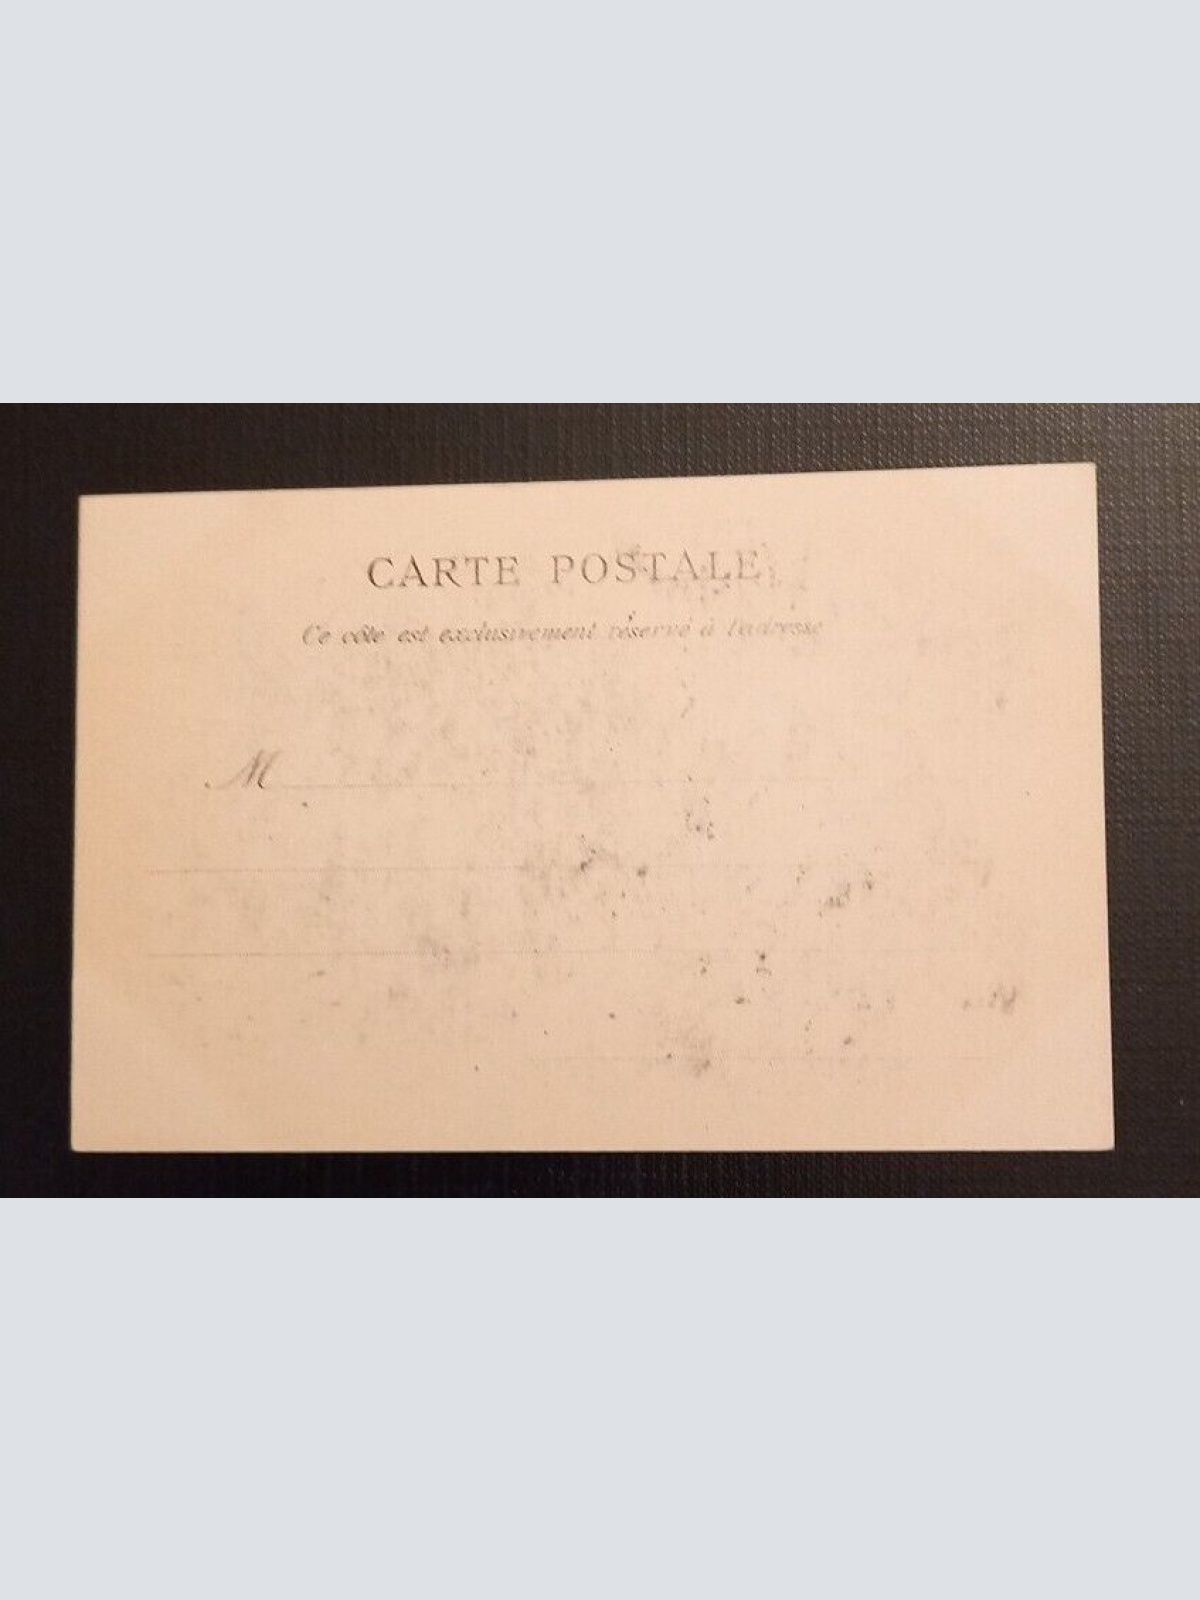 CARTE POSTALE
Ce côté est exclusivement réservé à l'adresse
M